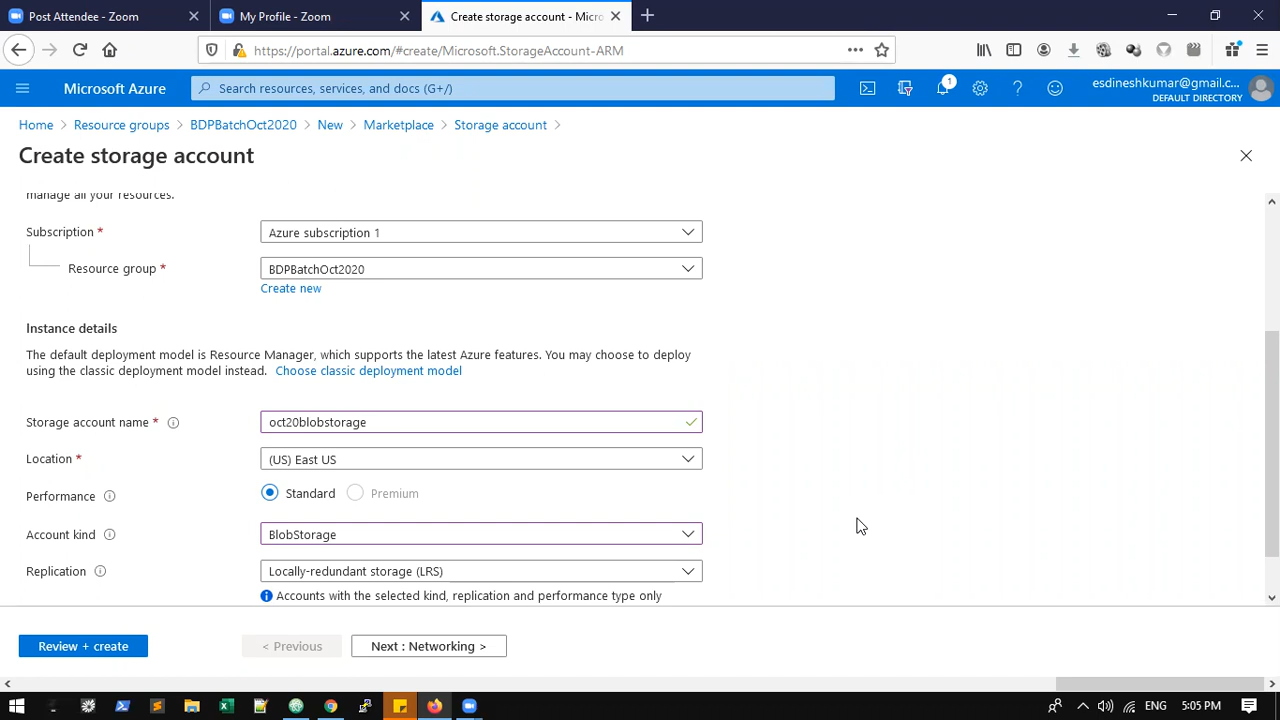 Post Attendee - Zoom
My Profile - Zoom
Create storage account - Micro
https://portal.azure.com/#create/Microsoft.StorageAccount-ARM
Microsoft Azure
Search resources, services, and docs (G+/)
1
esdineshkumar@gmail.c...
DEFAULT DIRECTORY
Home > Resource groups > BDPBatchOct2020 > New > Marketplace > Storage account >
Create storage account
manage all your resources.
Subscription *
Azure subscription 1
Resource group *
BDPBatchOct2020
Create new
Instance details
The default deployment model is Resource Manager, which supports the latest Azure features. You may choose to deploy
using the classic deployment model instead. Choose classic deployment model
Storage account name *
oct20blobstorage
Location *
(US) East US
Performance
Standard
Premium
Account kind
BlobStorage
Replication
Locally-redundant storage (LRS)
Accounts with the selected kind, replication and performance type only
Review + create
< Previous
Next : Networking >
ENG
5:05 PM